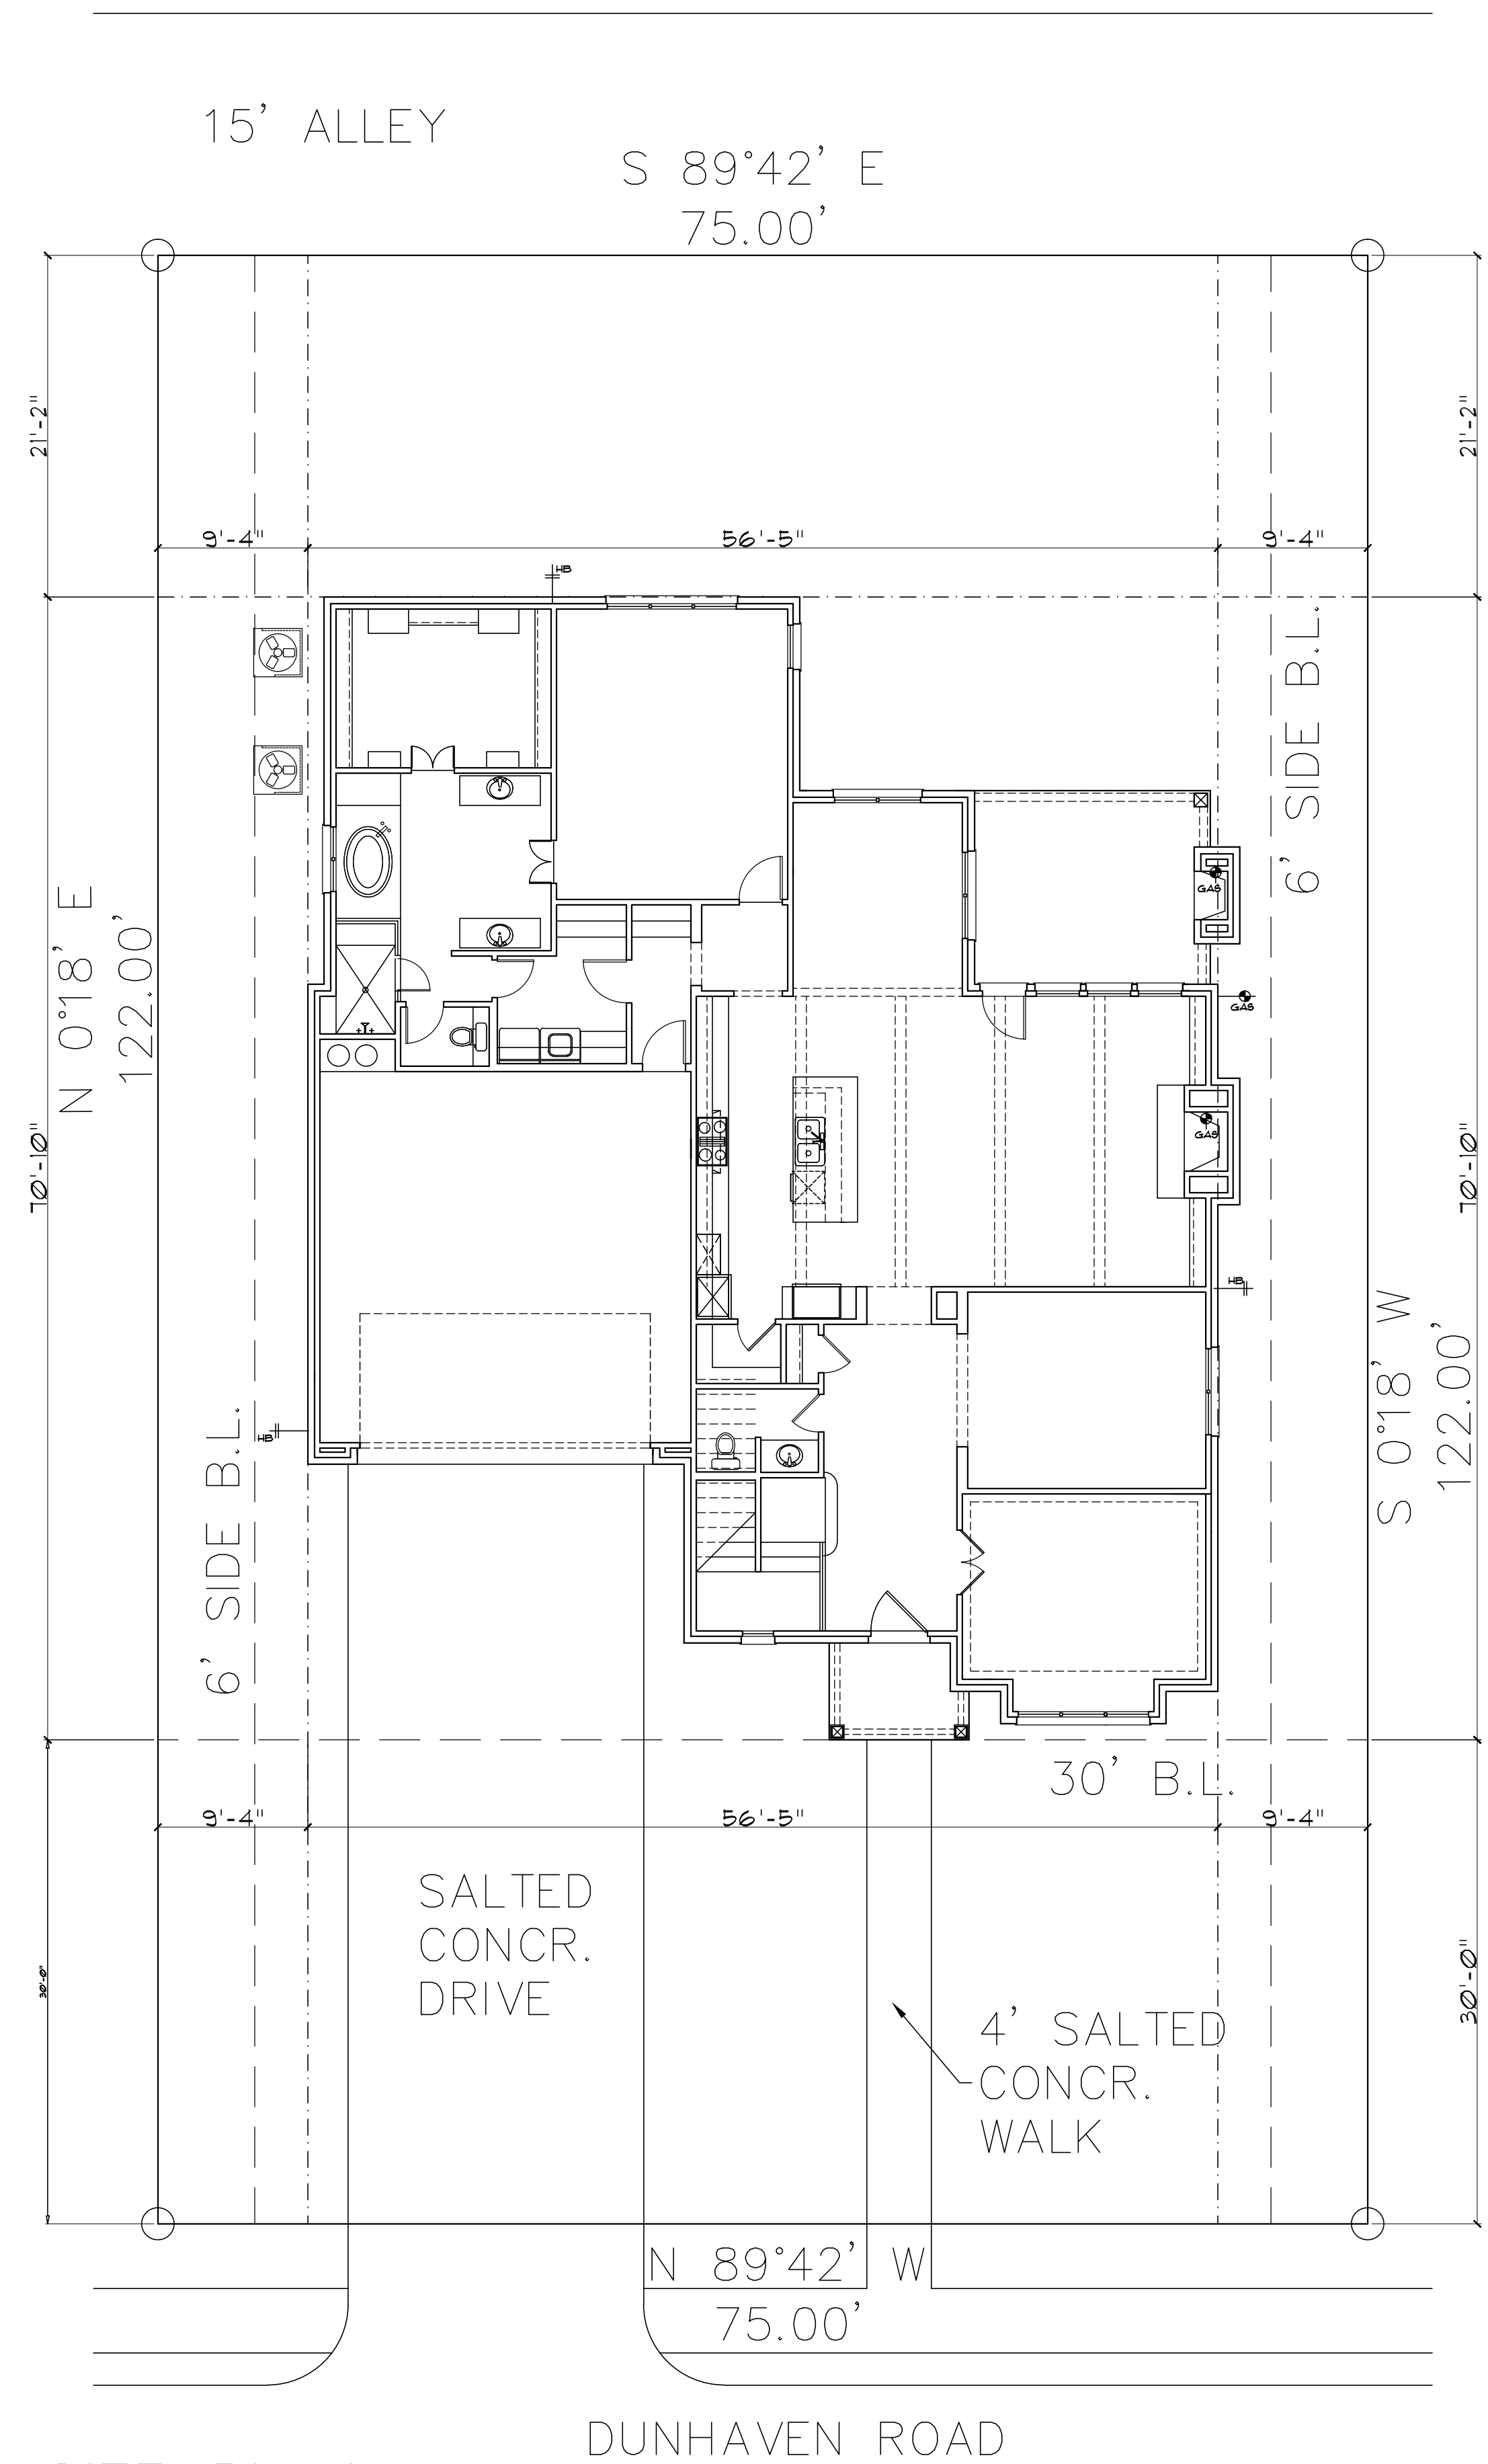 15' ALLEY
S 89°42' E
75.00'
21'-2"
21'-2"
9'-4"
56'-5"
9'-4"
HB
6' SIDE B.L.
GAS
N 0°18' E
122.00'
GAS
GAS
70'-10"
70'-10"
HB
S 0°18' W
122.00'
HB
6' SIDE B.L.
30' B.L.
9'-4"
56'-5"
9'-4"
SALTED
CONCR.
DRIVE
30'-0"
30'-0"
4' SALTED
CONCR.
WALK
N 89°42' W
75.00'
DUNHAVEN ROAD